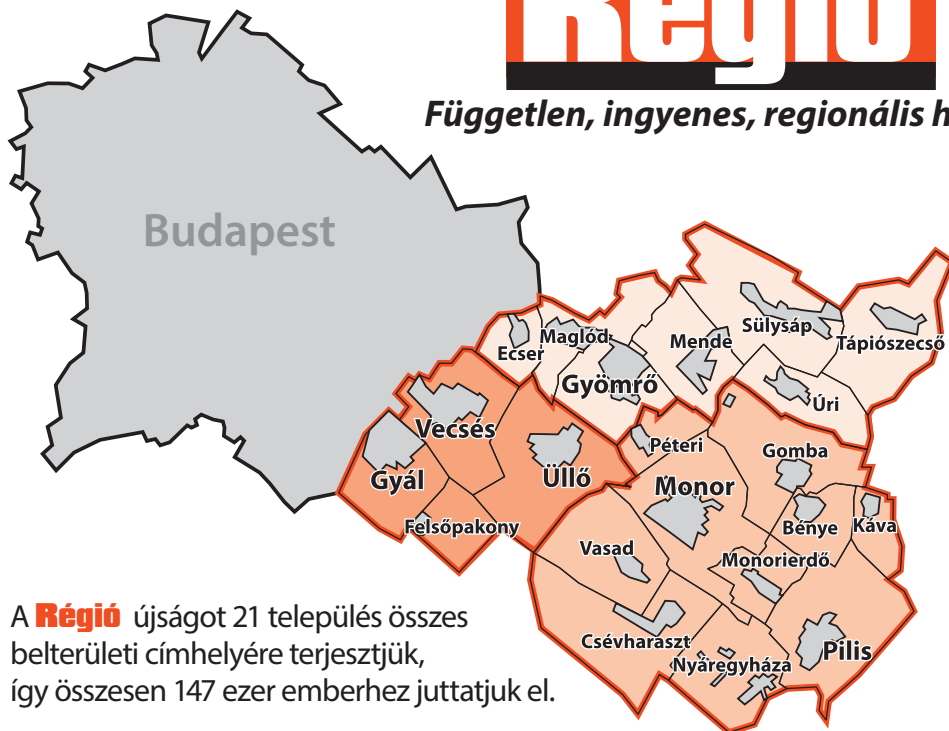 Régió
Független, ingyenes, regionális h
Budapest
Ecser
Maglód
Gyömrő
Mende
Sülysáp
Tápiószecső
Úri
Vecsés
Gyál
Üllő
Felsőpakony
Péteri
Monor
Gomba
Bénye
Káva
Vasad
Monorierdő
Csévharaszt
Nyáregyháza
Pilis
A Régió újságot 21 település összes
belterületi címhelyére terjesztjük,
így összesen 147 ezer emberhez juttatjuk el.